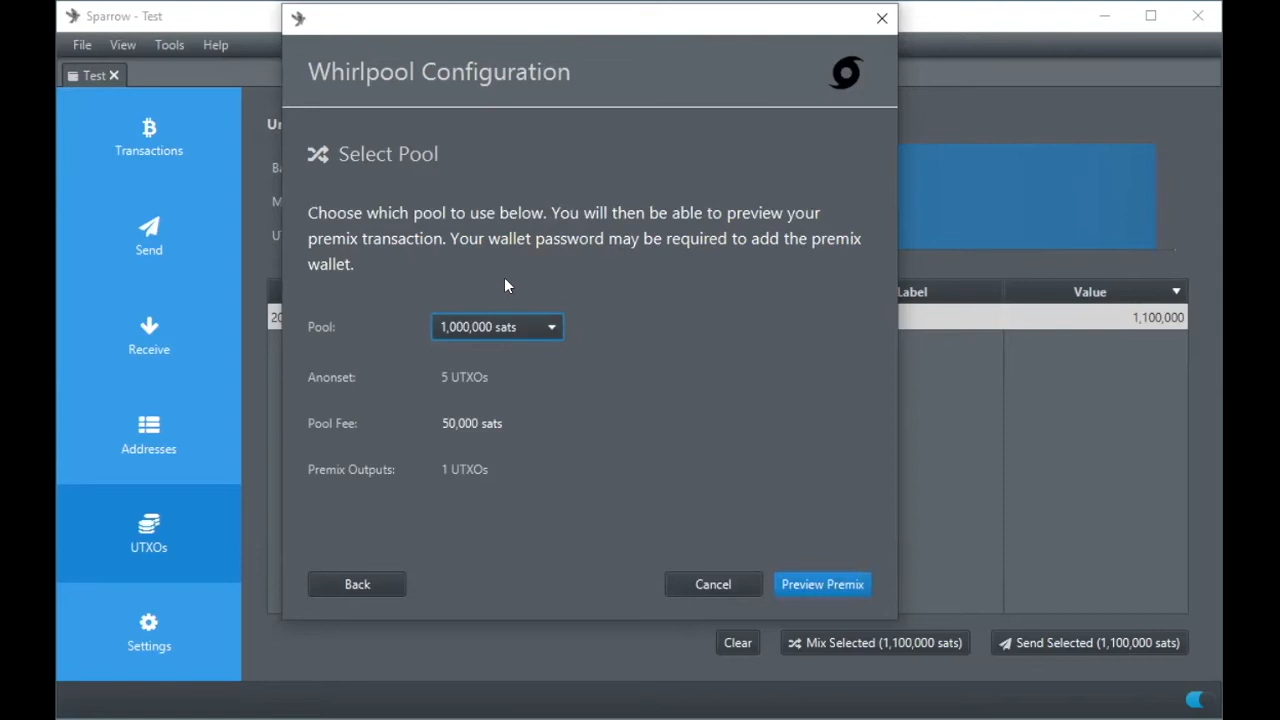 Sparrow - Test
File View Tools Help
Test
Transactions
Send
Receive
Addresses
UTXOs
Settings
Whirlpool Configuration
Select Pool
Choose which pool to use below. You will then be able to preview your
premix transaction. Your wallet password may be required to add the premix
wallet.
Pool: 1,000,000 sats
Anonset: 5 UTXOs
Pool Fee: 50,000 sats
Premix Outputs: 1 UTXOs
Back Cancel Preview Premix
Label Value
1,100,000
Clear Mix Selected (1,100,000 sats) Send Selected (1,100,000 sats)